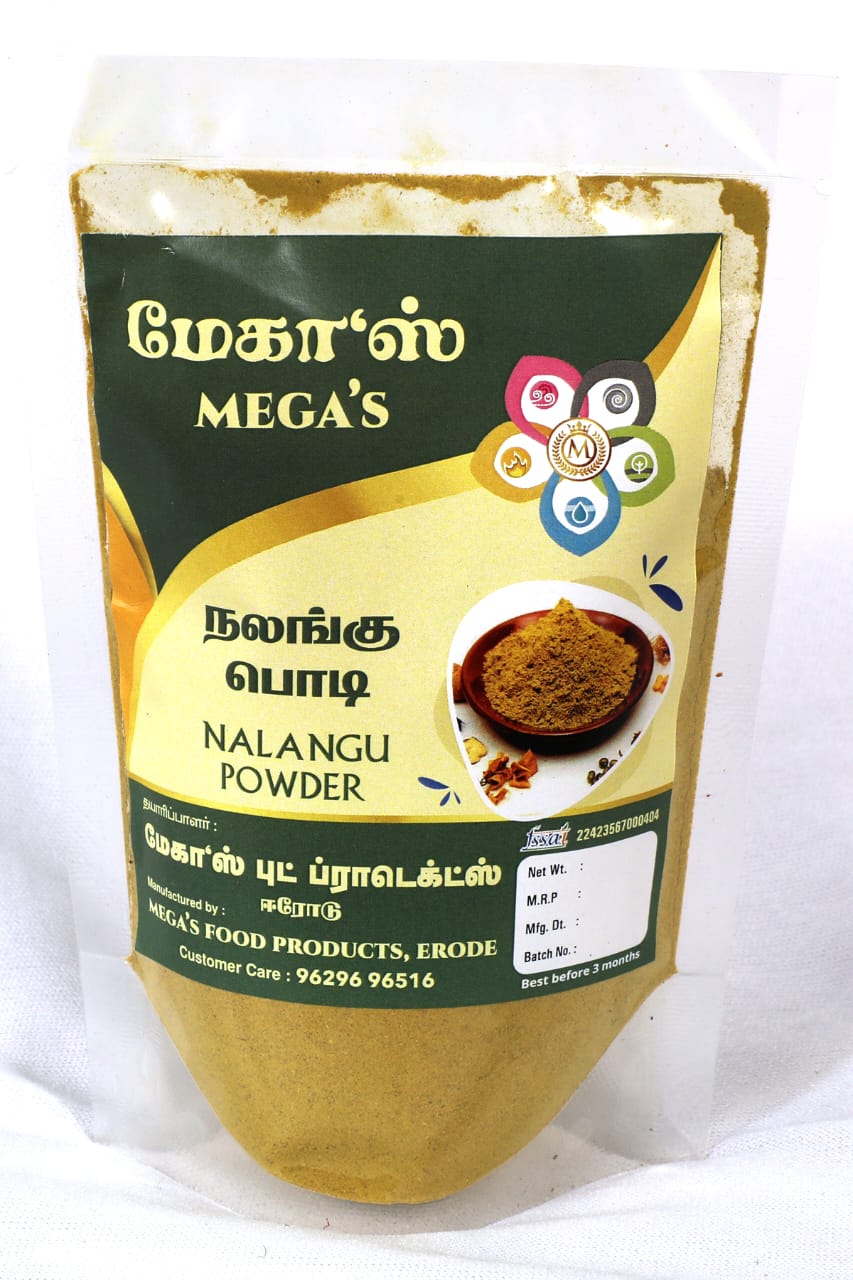 மேகா‘ஸ்
MEGA’S
M
நலங்கு
பொடி
NALANGU
POWDER
தயாரிப்பாளர் :
மேகா‘ஸ் புட் ப்ராடெக்ட்ஸ்
ஈரோடு
Manufactured by :
MEGA’S FOOD PRODUCTS, ERODE
Customer Care : 96296 96516
fssai 22423567000404
Net Wt. :
M.R.P :
Mfg. Dt. :
Batch No. :
Best before 3 months